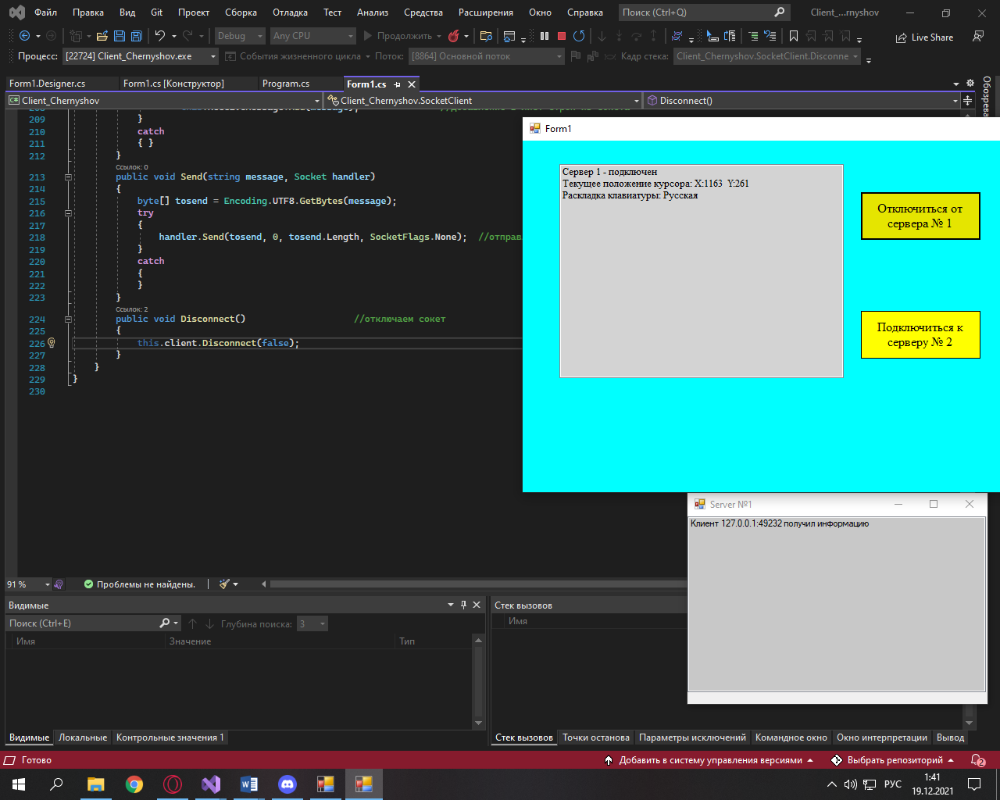 Файл Правка Вид Git Проект Сборка Отладка Тест Анализ Средства Расширения Окно Справка Поиск (Ctrl+Q) Client_...rnyshov
Debug Any CPU Продолжить Live Share
Процесс: [22724] Client_Chernyshov.exe События жизненного цикла Поток: [8864] Основной поток Кадр стека: Client_Chernyshov.SocketClient.Disconne
Form1.Designer.cs Form1.cs [Конструктор] Program.cs Form1.cs
Client_Chernyshov Client_Chernyshov.SocketClient Disconnect()
209 }
210 catch
211 { }
212 }
Ссылок: 0
213 public void Send(string message, Socket handler)
214 {
215 byte[] tosend = Encoding.UTF8.GetBytes(message);
216 try
217 {
218 handler.Send(tosend, 0, tosend.Length, SocketFlags.None); //отправ
219 }
220 catch
221 {
222 }
223 }
Ссылок: 2
224 public void Disconnect() //отключаем сокет
225 {
226 this.client.Disconnect(false);
227 }
228 }
229 }
230
Form1
Сервер 1 - подключен
Текущее положение курсора: X:1163 Y:261
Раскладка клавиатуры: Русская
Отключиться от
сервера № 1
Подключиться к
серверу № 2
Server №1
Клиент 127.0.0.1:49232 получил информацию
91 % Проблемы не найдены.
Видимые
Поиск (Ctrl+E) Глубина поиска: 3
Имя Значение Тип
Видимые Локальные Контрольные значения 1
Стек вызовов
Имя
Стек вызовов Точки останова Параметры исключений Командное окно Окно интерпретации Вывод
Готово Добавить в систему управления версиями Выбрать репозиторий 2
РУС 1:41
19.12.2021